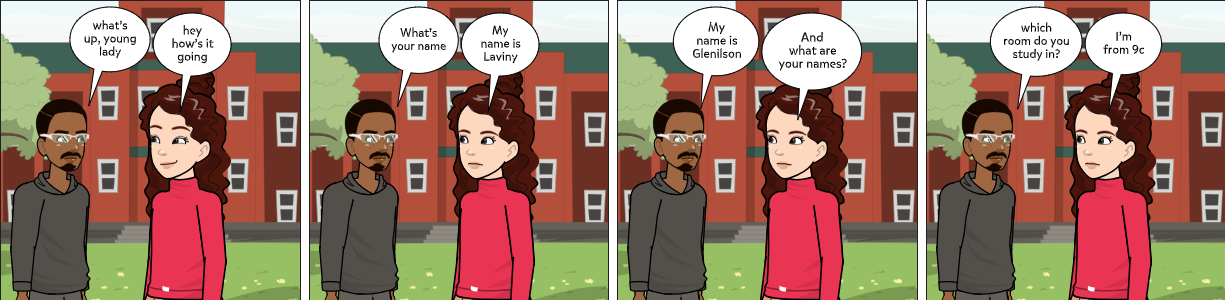 what's
up, young
lady
hey
how's it
going
What's
your name
My
name is
Laviny
My
name is
Glenilson
And
what are
your names?
which
room do you
study in?
I'm
from 9c